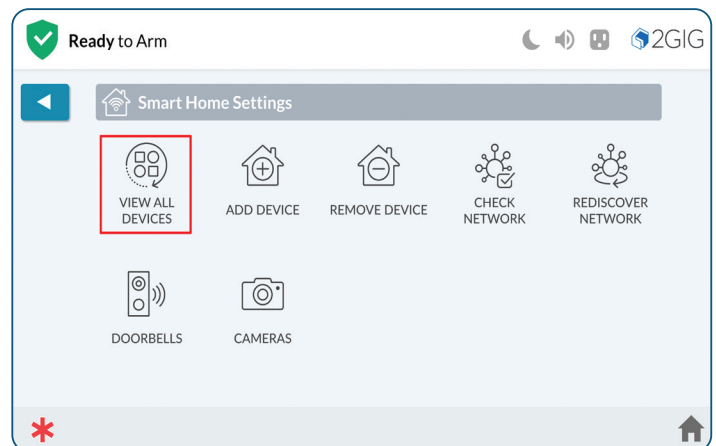 Ready to Arm
2GIG
Smart Home Settings
VIEW ALL
DEVICES
ADD DEVICE
REMOVE DEVICE
CHECK
NETWORK
REDISCOVER
NETWORK
DOORBELLS
CAMERAS